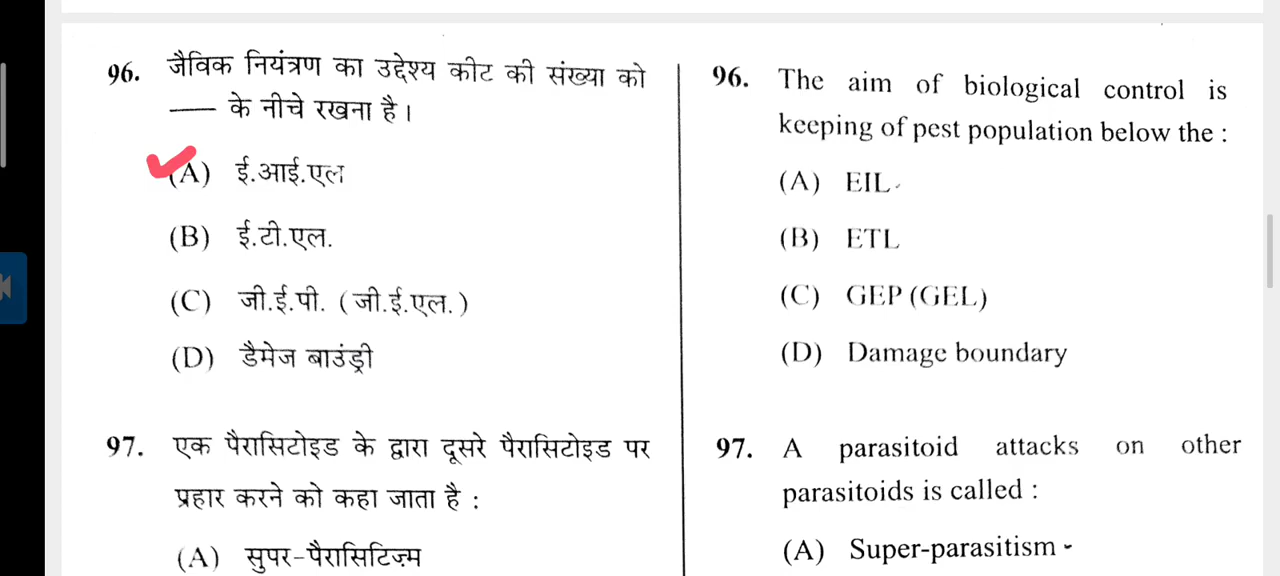 96. जैविक नियंत्रण का उद्देश्य कीट की संख्या को
—— के नीचे रखना है।
(A) ई.आई.एल
(B) ई.टी.एल.
(C) जी.ई.पी. (जी.ई.एल.)
(D) डैमेज बाउंड्री
97. एक पैरासिटोइड के द्वारा दूसरे पैरासिटोइड पर
प्रहार करने को कहा जाता है :
(A) सुपर-पैरासिटिज़्म
96. The aim of biological control is
keeping of pest population below the :
(A) EIL
(B) ETL
(C) GEP (GEL)
(D) Damage boundary
97. A parasitoid attacks on other
parasitoids is called :
(A) Super-parasitism